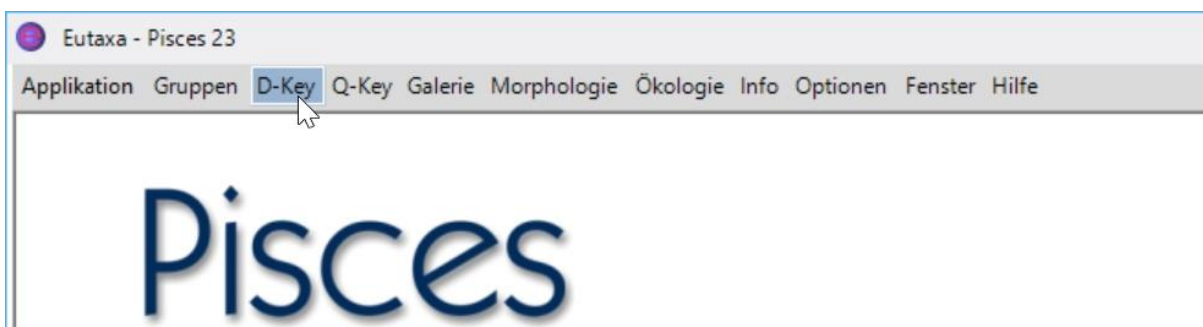 Eutaxa - Pisces 23
Applikation Gruppen D-Key Q-Key Galerie Morphologie Ökologie Info Optionen Fenster Hilfe
Pisces